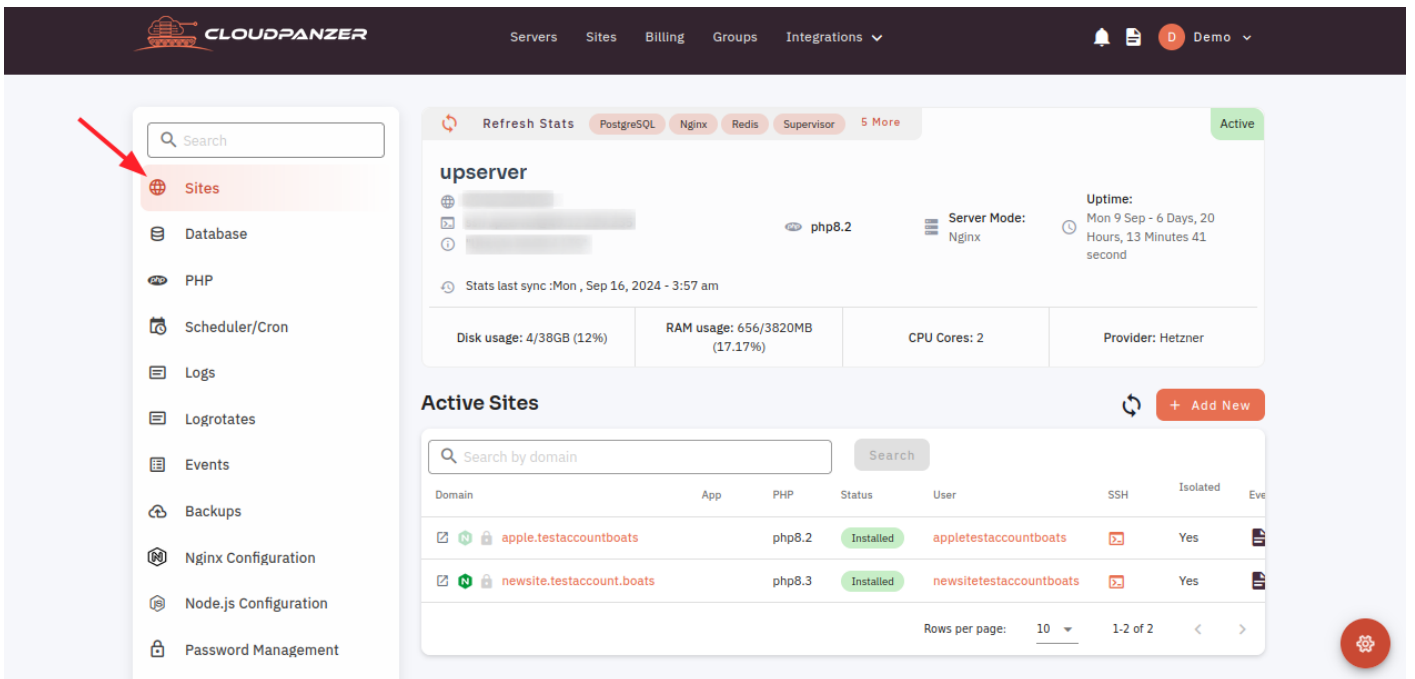 CLOUDPANZER
Servers Sites Billing Groups Integrations
D Demo
Search
Sites
Database
php PHP
Scheduler/Cron
Logs
Logrotates
Events
Backups
Nginx Configuration
Node.js Configuration
Password Management
Refresh Stats PostgreSQL Nginx Redis Supervisor 5 More Active
upserver
php php8.2
Server Mode:
Nginx
Uptime:
Mon 9 Sep - 6 Days, 20
Hours, 13 Minutes 41
second
Stats last sync :Mon , Sep 16, 2024 - 3:57 am
Disk usage: 4/38GB (12%)
RAM usage: 656/3820MB
(17.17%)
CPU Cores: 2
Provider: Hetzner
Active Sites
+ Add New
Search by domain Search
Domain App PHP Status User SSH Isolated Eve
apple.testaccountboats php8.2 Installed appletestaccountboats Yes
newsite.testaccount.boats php8.3 Installed newsitetestaccountboats Yes
Rows per page: 10 1-2 of 2